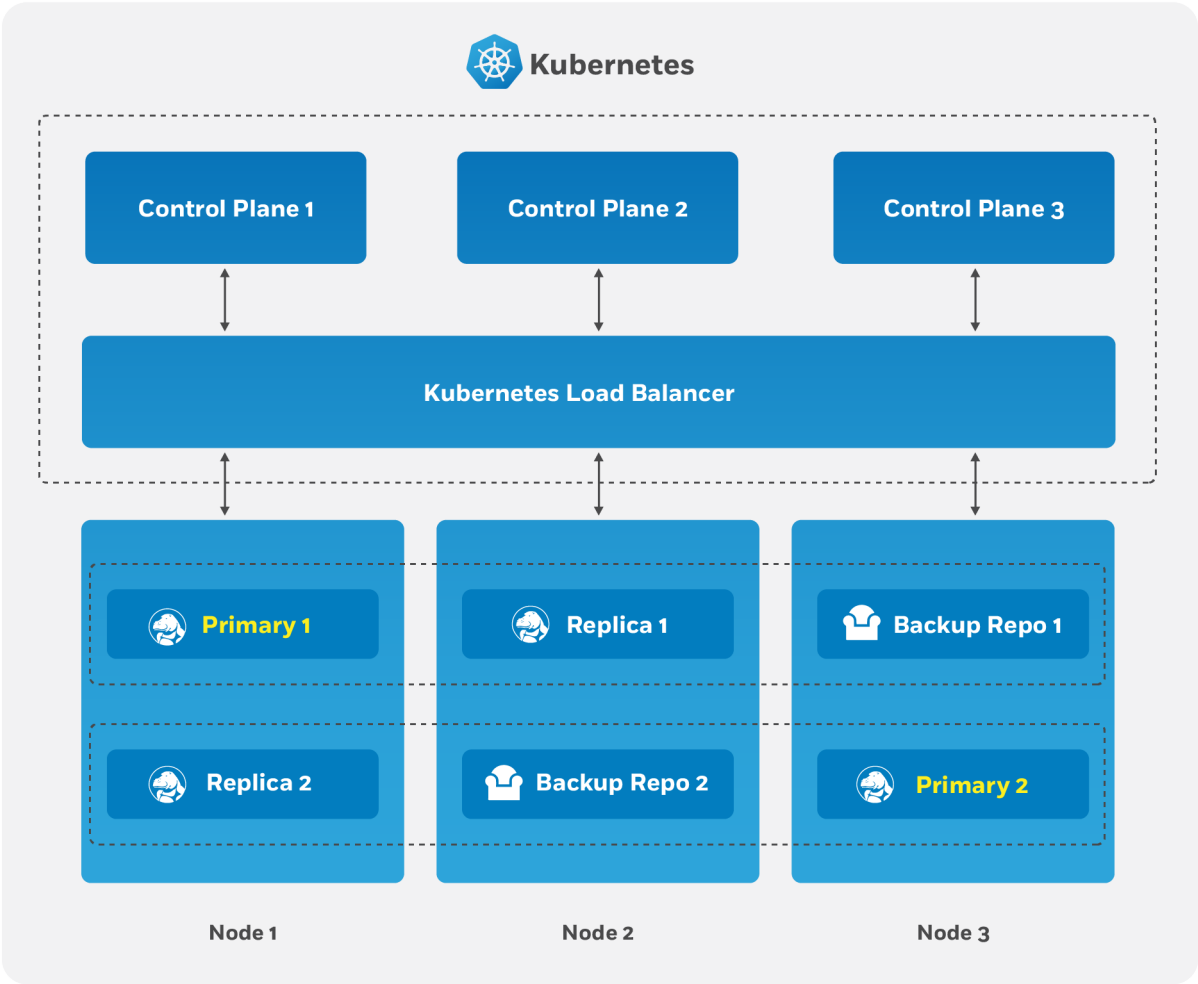 Kubernetes
Control Plane 1
Control Plane 2
Control Plane 3
Kubernetes Load Balancer
Primary 1
Replica 1
Backup Repo 1
Replica 2
Backup Repo 2
Primary 2
Node 1
Node 2
Node 3